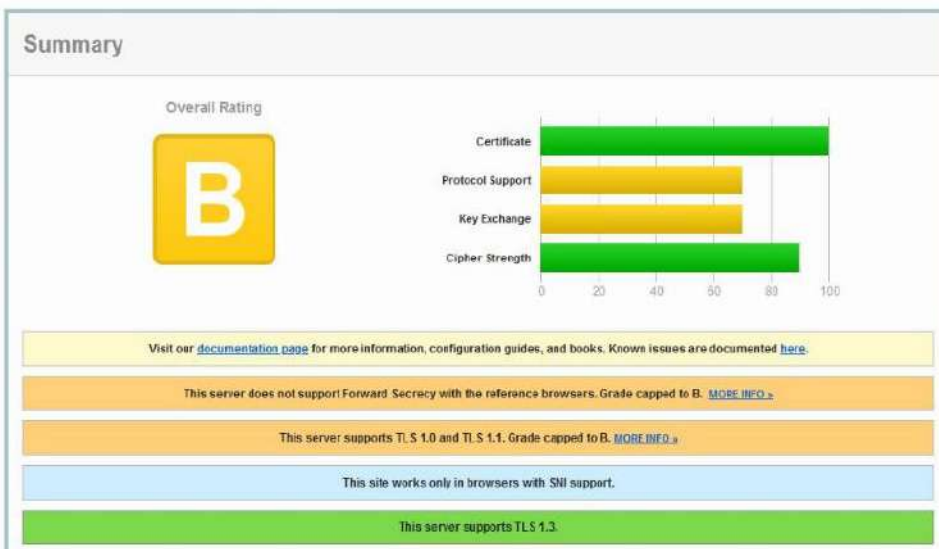 Summary
Overall Rating
B
Certificate
Protocol Support
Key Exchange
Cipher Strength
0 20 40 60 80 100
Visit our documentation page for more information, configuration guides, and books. Known issues are documented here.
This server does not support Forward Secrecy with the reference browsers. Grade capped to B. MORE INFO »
This server supports TLS 1.0 and TLS 1.1. Grade capped to B. MORE INFO »
This site works only in browsers with SNI support.
This server supports TLS 1.3.